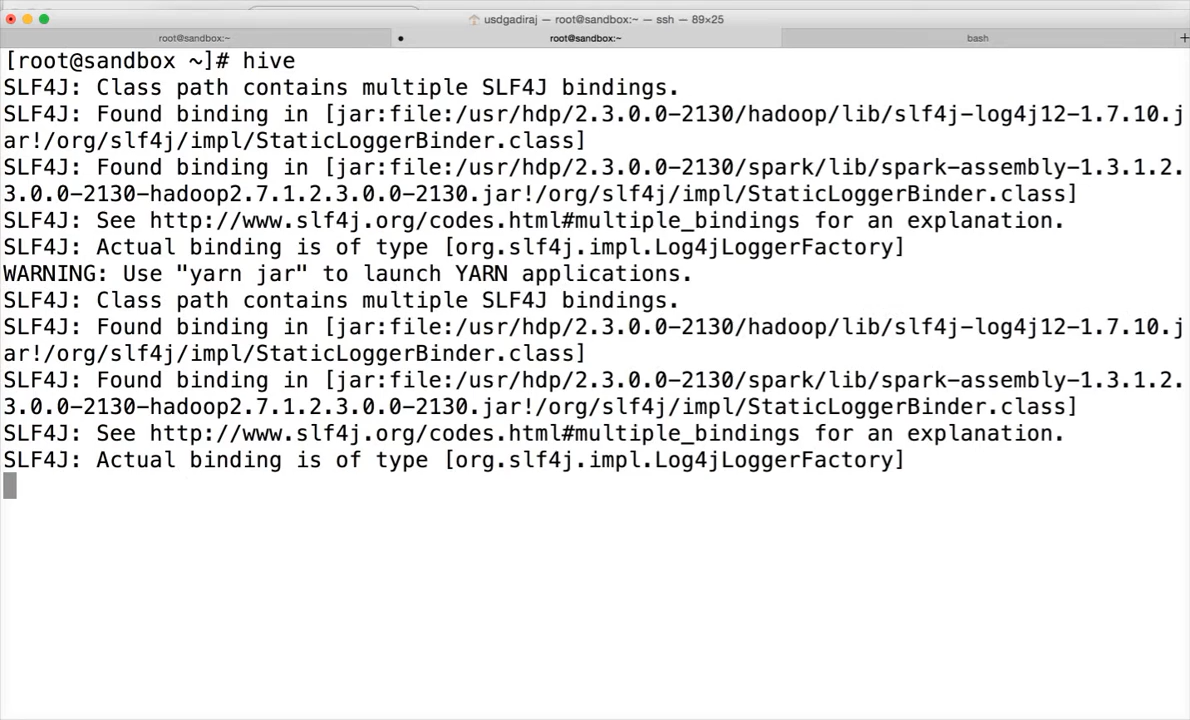 usdgadiraj — root@sandbox:~ — ssh — 89×25
root@sandbox:~ root@sandbox:~ bash
[root@sandbox ~]# hive
SLF4J: Class path contains multiple SLF4J bindings.
SLF4J: Found binding in [jar:file:/usr/hdp/2.3.0.0-2130/hadoop/lib/slf4j-log4j12-1.7.10.j
ar!/org/slf4j/impl/StaticLoggerBinder.class]
SLF4J: Found binding in [jar:file:/usr/hdp/2.3.0.0-2130/spark/lib/spark-assembly-1.3.1.2.
3.0.0-2130-hadoop2.7.1.2.3.0.0-2130.jar!/org/slf4j/impl/StaticLoggerBinder.class]
SLF4J: See http://www.slf4j.org/codes.html#multiple_bindings for an explanation.
SLF4J: Actual binding is of type [org.slf4j.impl.Log4jLoggerFactory]
WARNING: Use "yarn jar" to launch YARN applications.
SLF4J: Class path contains multiple SLF4J bindings.
SLF4J: Found binding in [jar:file:/usr/hdp/2.3.0.0-2130/hadoop/lib/slf4j-log4j12-1.7.10.j
ar!/org/slf4j/impl/StaticLoggerBinder.class]
SLF4J: Found binding in [jar:file:/usr/hdp/2.3.0.0-2130/spark/lib/spark-assembly-1.3.1.2.
3.0.0-2130-hadoop2.7.1.2.3.0.0-2130.jar!/org/slf4j/impl/StaticLoggerBinder.class]
SLF4J: See http://www.slf4j.org/codes.html#multiple_bindings for an explanation.
SLF4J: Actual binding is of type [org.slf4j.impl.Log4jLoggerFactory]